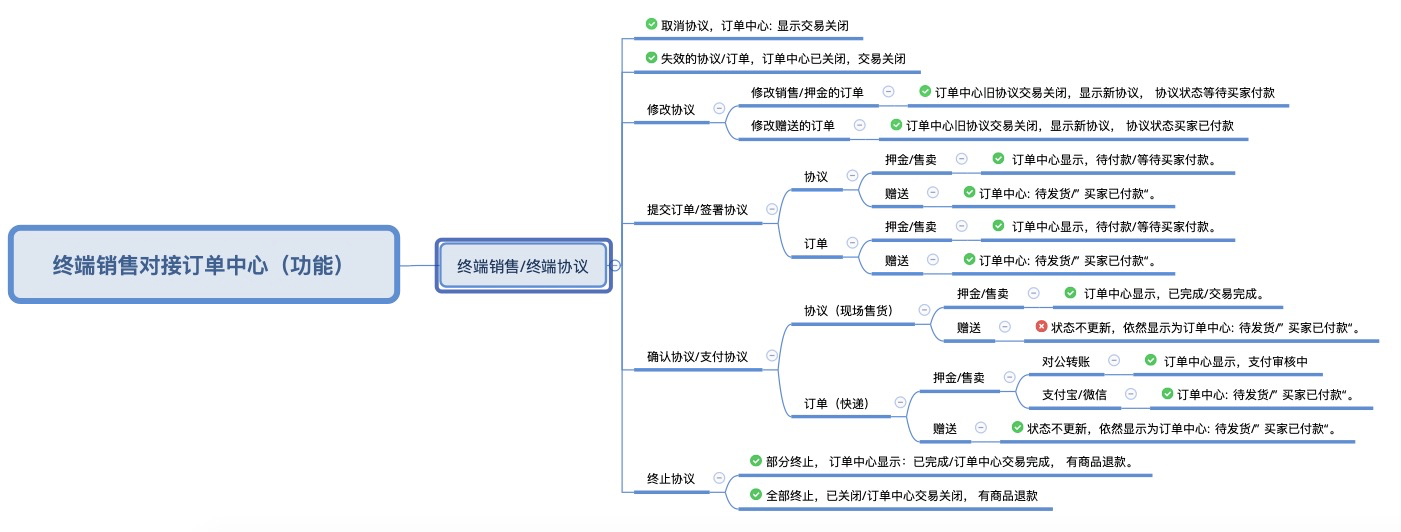 终端销售对接订单中心（功能）
终端销售/终端协议
取消协议，订单中心: 显示交易关闭
失效的协议/订单，订单中心已关闭，交易关闭
修改协议
修改销售/押金的订单
订单中心旧协议交易关闭，显示新协议， 协议状态等待买家付款
修改赠送的订单
订单中心旧协议交易关闭，显示新协议， 协议状态买家已付款
提交订单/签署协议
协议
押金/售卖
订单中心显示，待付款/等待买家付款。
赠送
订单中心: 待发货/” 买家已付款“。
订单
押金/售卖
订单中心显示，待付款/等待买家付款。
赠送
订单中心: 待发货/” 买家已付款“。
确认协议/支付协议
协议（现场售货）
押金/售卖
订单中心显示，已完成/交易完成。
赠送
状态不更新，依然显示为订单中心: 待发货/” 买家已付款“。
订单（快递）
押金/售卖
对公转账
订单中心显示，支付审核中
支付宝/微信
订单中心: 待发货/” 买家已付款“。
赠送
状态不更新，依然显示为订单中心: 待发货/” 买家已付款“。
终止协议
部分终止， 订单中心显示：已完成/订单中心交易完成， 有商品退款。
全部终止，已关闭/订单中心交易关闭， 有商品退款